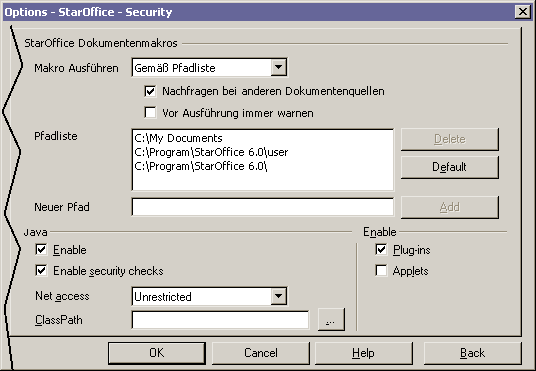 Options - StarOffice - Security
StarOffice Dokumentenmakros
Makro Ausführen
Gemäß Pfadliste
Nachfragen bei anderen Dokumentenquellen
Vor Ausführung immer warnen
Pfadliste
C:\My Documents
C:\Program\StarOffice 6.0\user
C:\Program\StarOffice 6.0\
Delete
Default
Neuer Pfad
Add
Java
Enable
Enable
Plug-ins
Enable security checks
Applets
Net access
Unrestricted
ClassPath
...
OK
Cancel
Help
Back